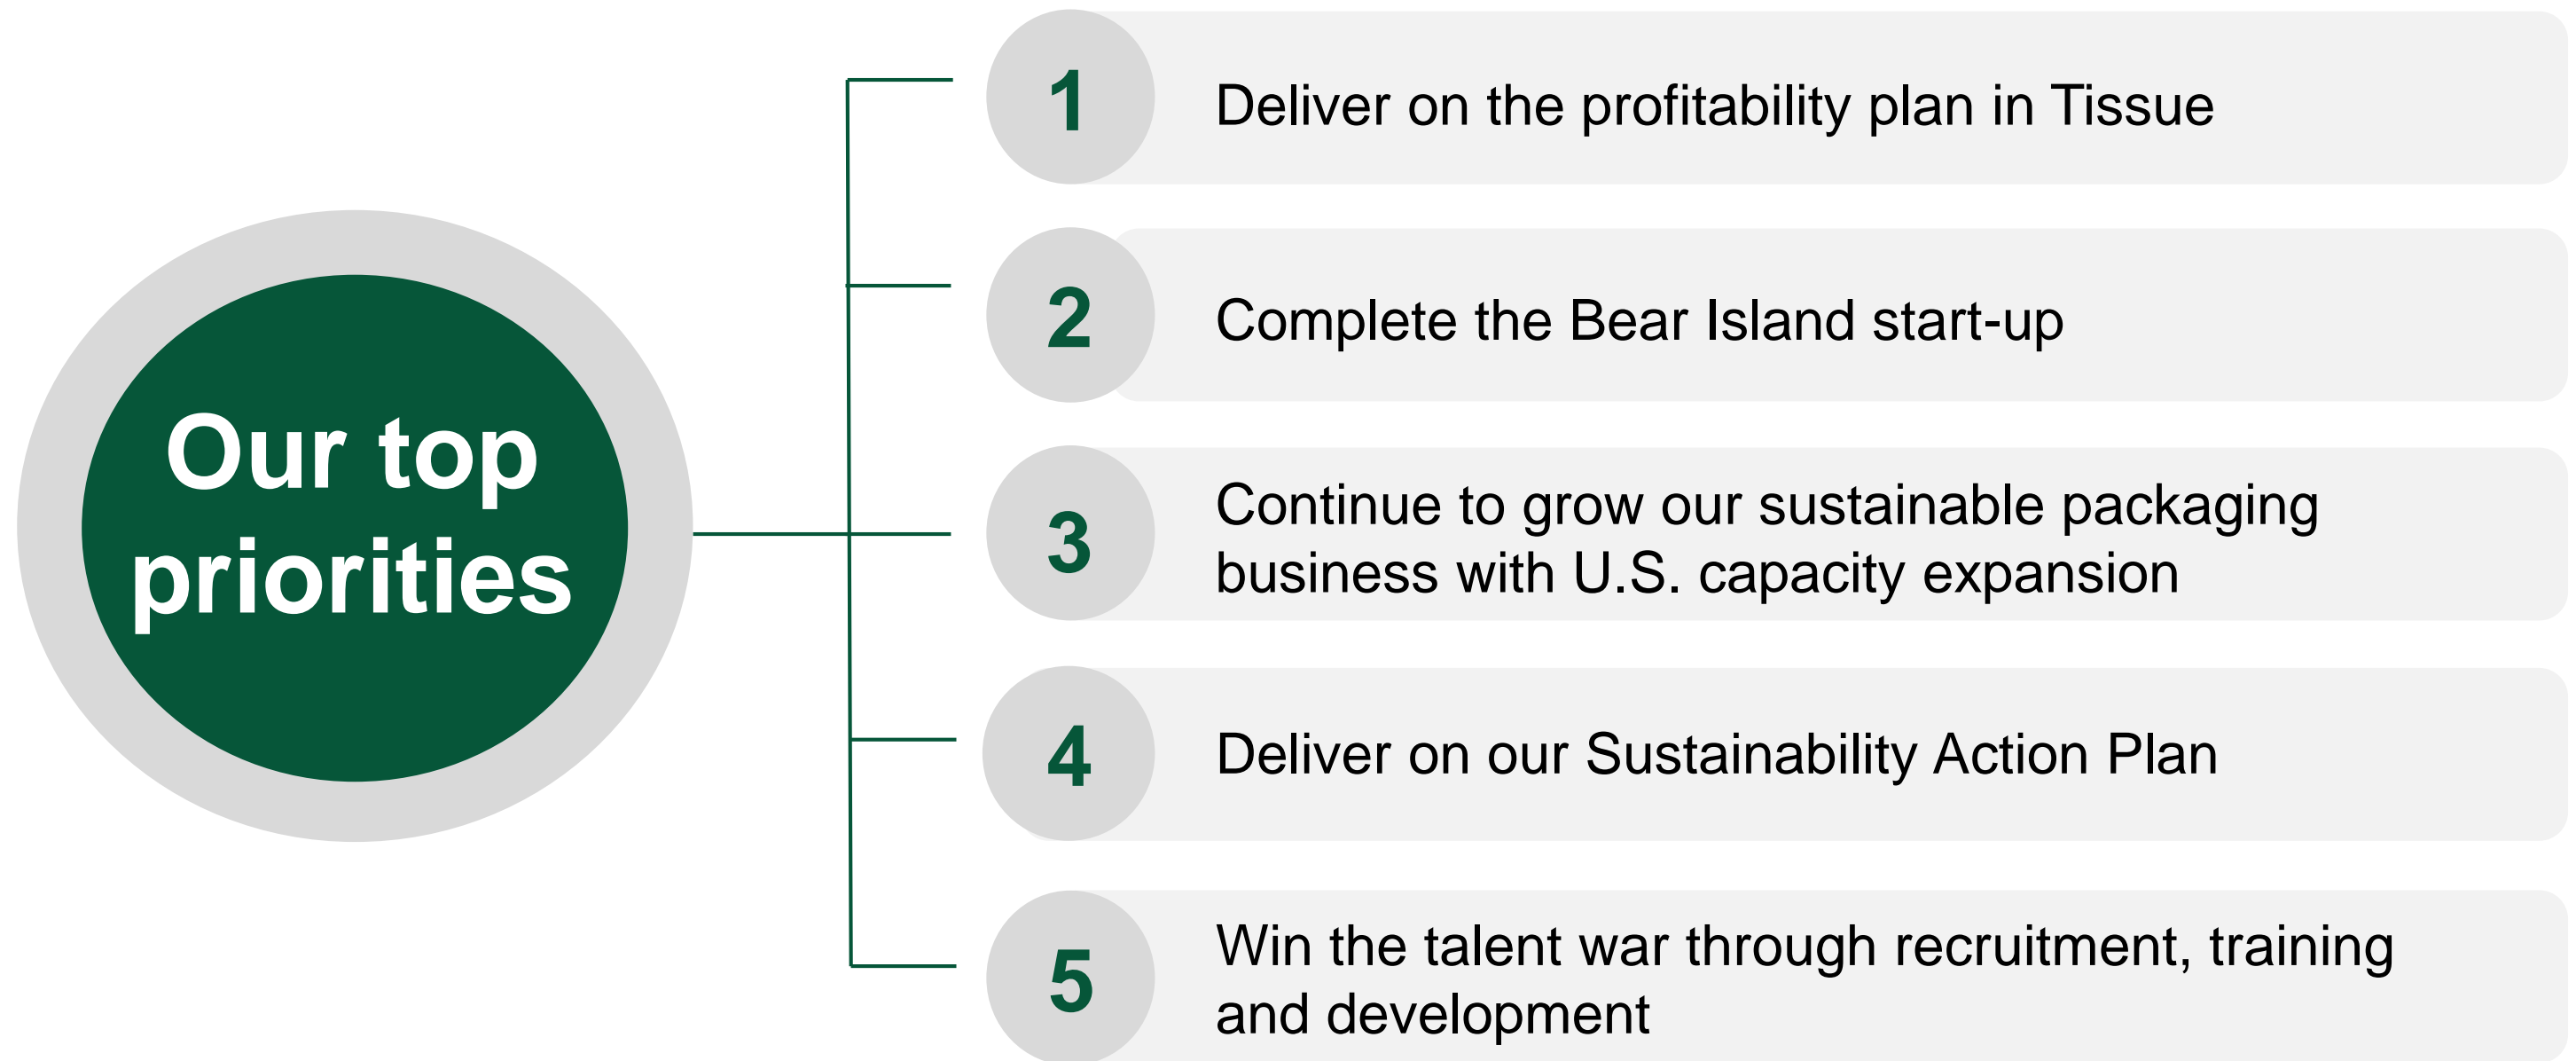 Our top
priorities
1
Deliver on the profitability plan in Tissue
2
Complete the Bear Island start-up
3
Continue to grow our sustainable packaging
business with U.S. capacity expansion
4
Deliver on our Sustainability Action Plan
5
Win the talent war through recruitment, training
and development